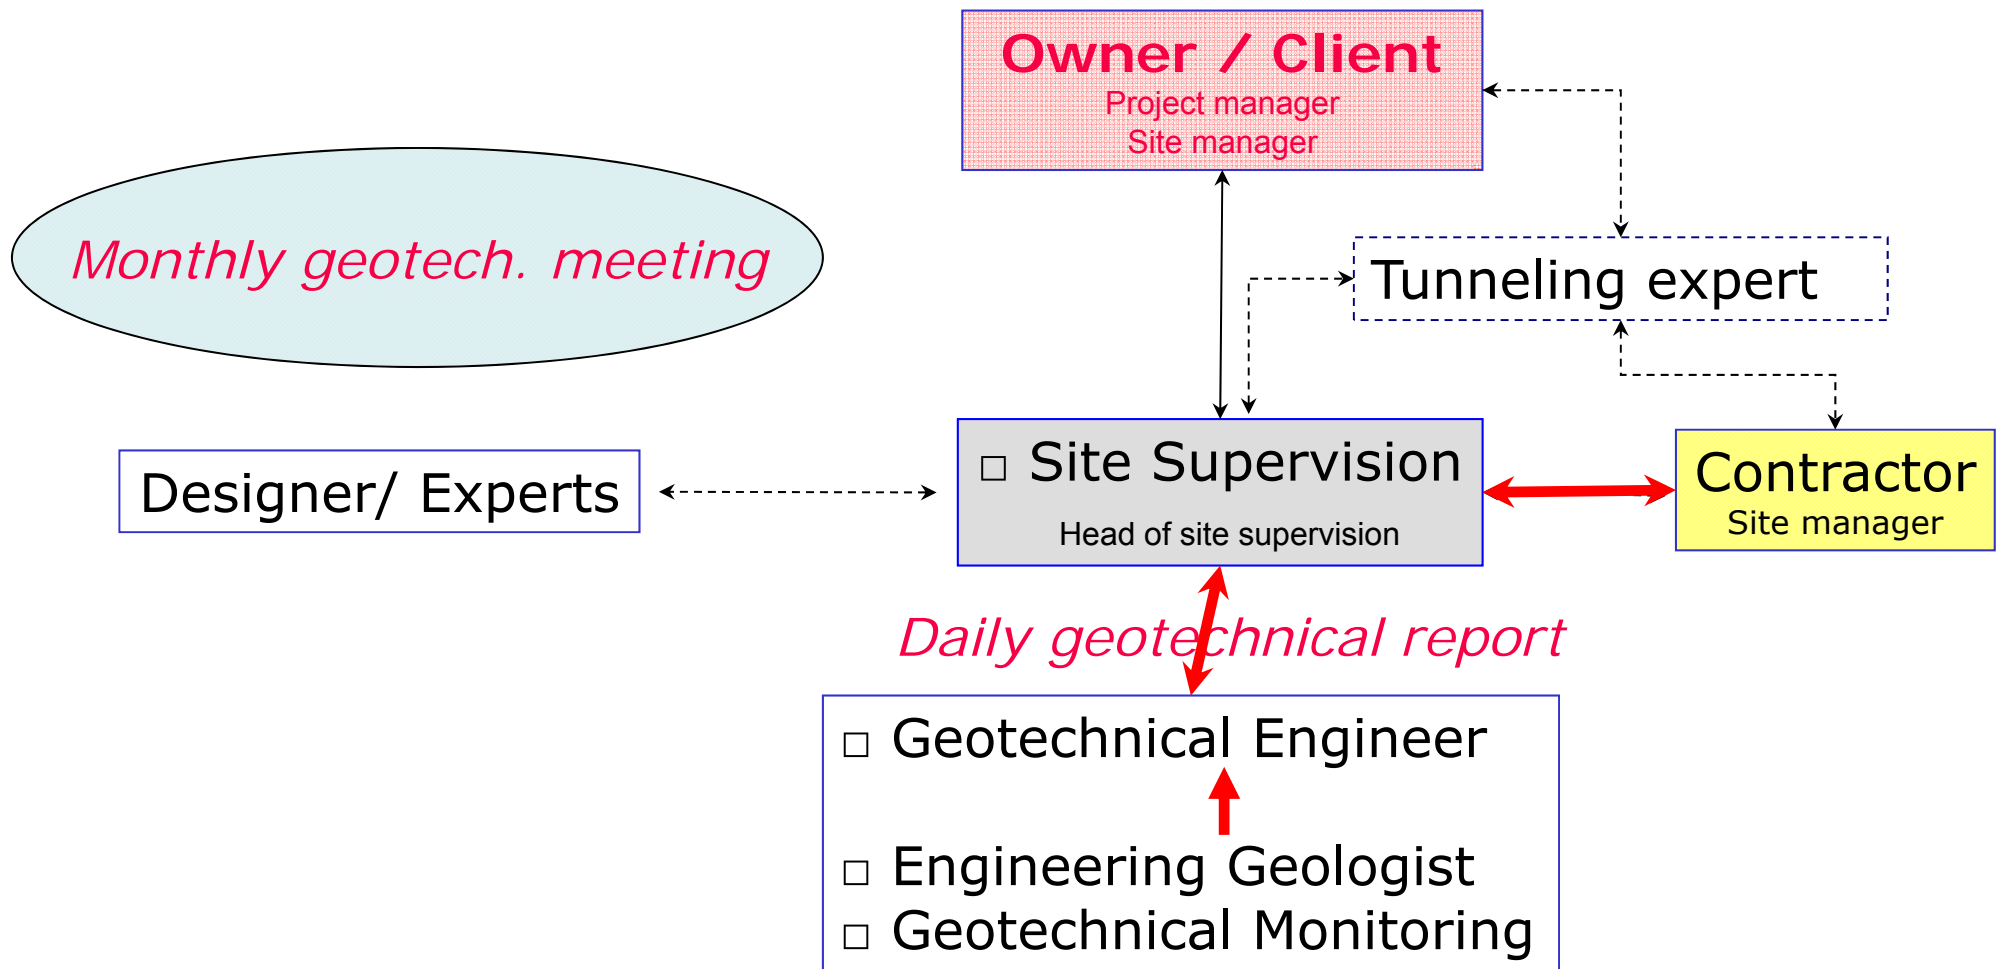 Owner / Client
Project manager
Site manager
Monthly geotech. meeting
Tunneling expert
Designer/ Experts
□ Site Supervision
Head of site supervision
Contractor
Site manager
Daily geotechnical report
□ Geotechnical Engineer
□ Engineering Geologist
□ Geotechnical Monitoring